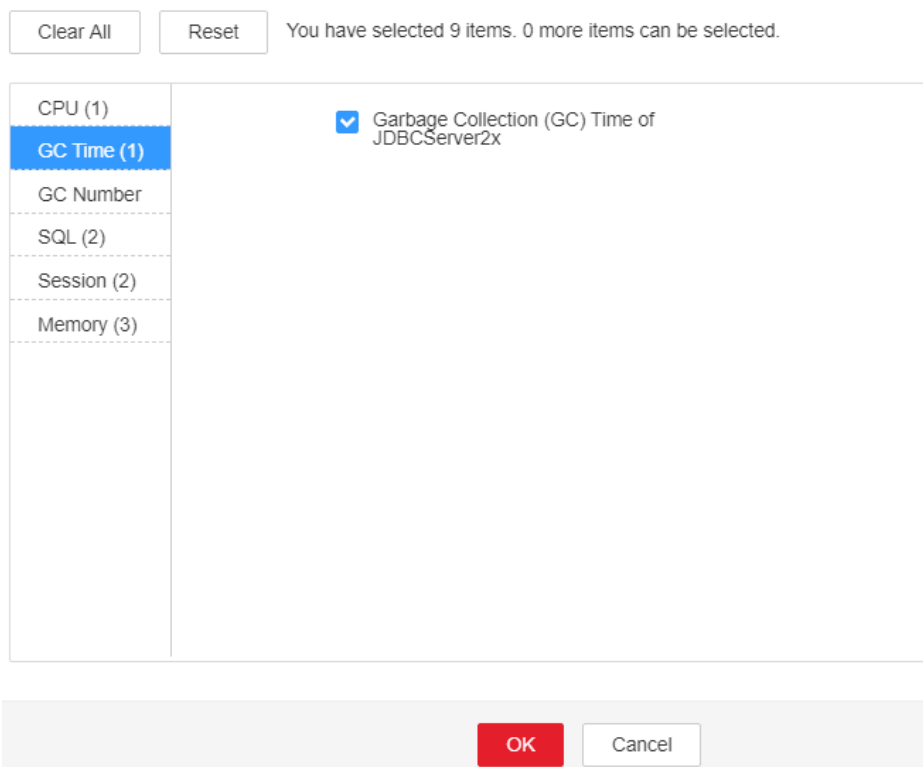 Clear All
Reset
You have selected 9 items. 0 more items can be selected.
CPU (1)
GC Time (1)
GC Number
SQL (2)
Session (2)
Memory (3)
Garbage Collection (GC) Time of
JDBCServer2x
OK
Cancel